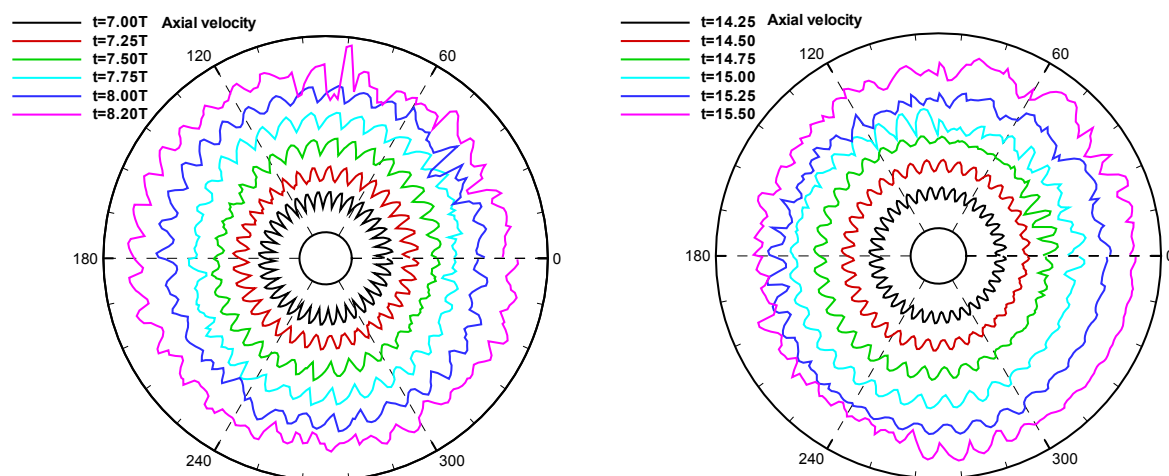 t=7.00T Axial velocity
t=7.25T
t=7.50T
t=7.75T
t=8.00T
t=8.20T
120
60
180
0
240
300
t=14.25 Axial velocity
t=14.50
t=14.75
t=15.00
t=15.25
t=15.50
120
60
180
0
240
300